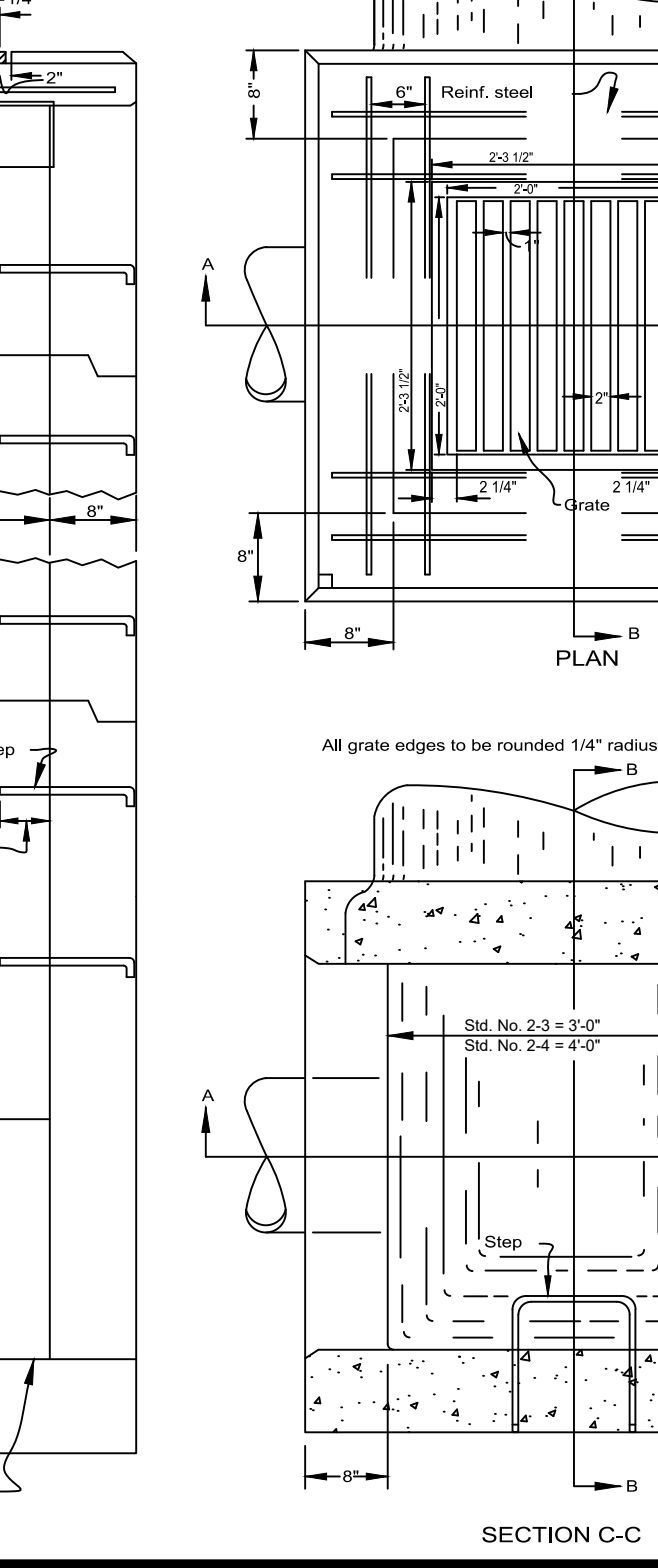 1/4
2"
8"
ep
8"
6"
Reinf. steel
2'-3 1/2"
2'-0"
1"
A
2'-3 1/2"
2'-0"
2"
2 1/4"
2 1/4"
Grate
8"
8"
B
PLAN
All grate edges to be rounded 1/4" radius
B
Std. No. 2-3 = 3'-0"
Std. No. 2-4 = 4'-0"
A
Step
8"
B
SECTION C-C